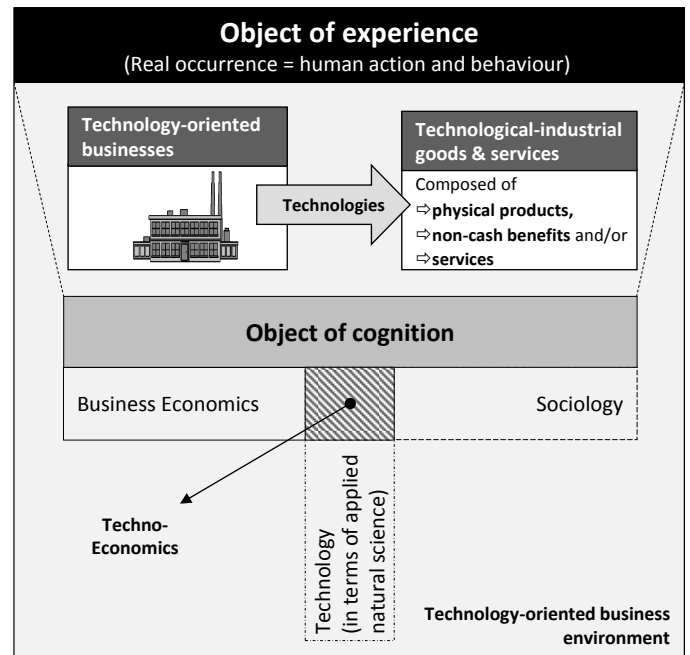 Object of experience
(Real occurrence = human action and behaviour)
Technology-oriented
businesses
Technologies
Technological-industrial
goods & services
Composed of
⇨physical products,
⇨non-cash benefits and/or
⇨services
Object of cognition
Business Economics
Sociology
Techno-
Economics
Technology
(in terms of applied
natural science)
Technology-oriented business
environment